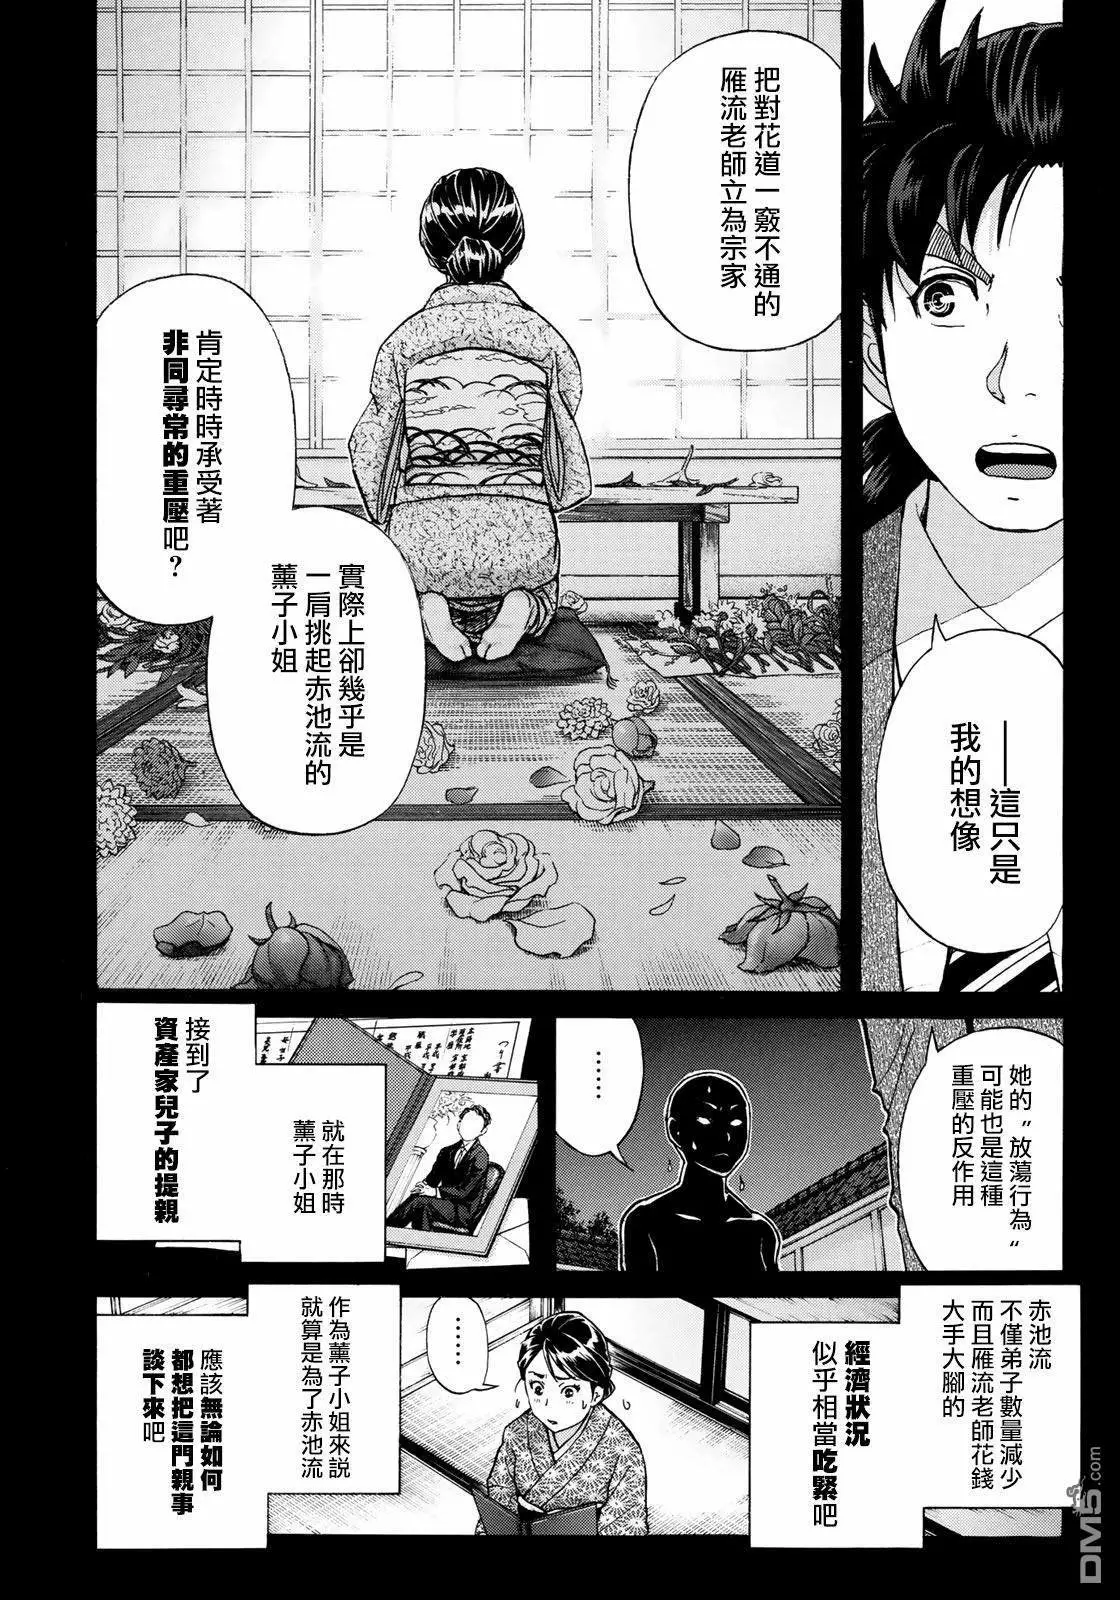 ——這只是
我的想像
把對花道一竅不通的
雁流老師立為宗家
實際上卻幾乎是
一肩挑起赤池流的
薰子小姐
肯定時時承受著
非同尋常的重壓吧？
她的“放蕩行為“
可能也是這種
重壓的反作用
……
就在那時
薰子小姐
接到了
資產家兒子的提親
赤池流
不僅弟子數量減少
而且雁流老師花錢
大手大腳的
經濟狀況
似乎相當吃緊吧
……
作為薰子小姐來說
就算是為了赤池流
應該無論如何
都想把這門親事
談下來吧
DM5.com